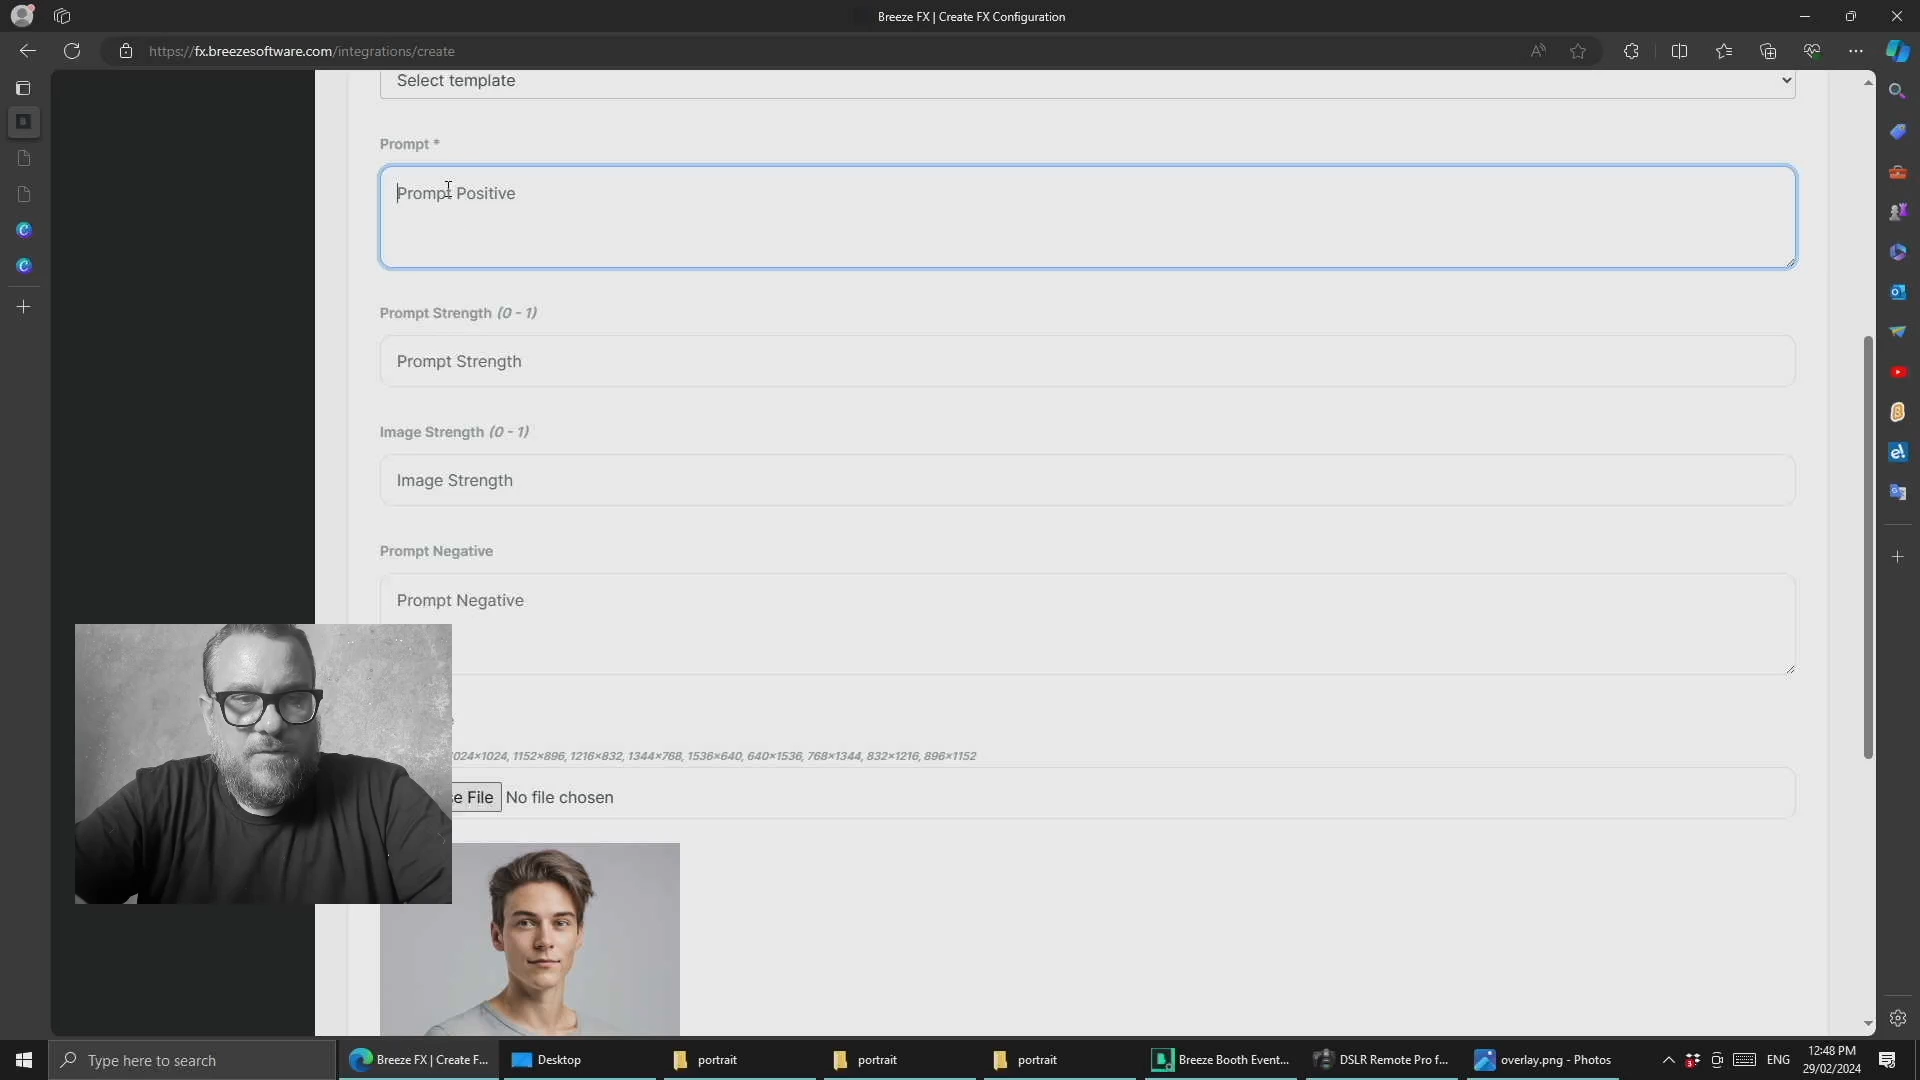 Breeze FX | Create FX Configuration
https://fx.breezesoftware.com/integrations/create
Select template
Prompt *
Prompt Positive
Prompt Strength (0 - 1)
Prompt Strength
Image Strength (0 - 1)
Image Strength
Prompt Negative
Prompt Negative
1152×896, 1216×832, 1344×768, 1536×640, 640×1536, 768×1344, 832×1216, 896×1152
File No file chosen
Type here to search
Breeze FX | Create F...
Desktop
portrait
portrait
portrait
Breeze Booth Event...
DSLR Remote Pro f...
overlay.png - Photos
ENG
12:48 PM
29/02/2024